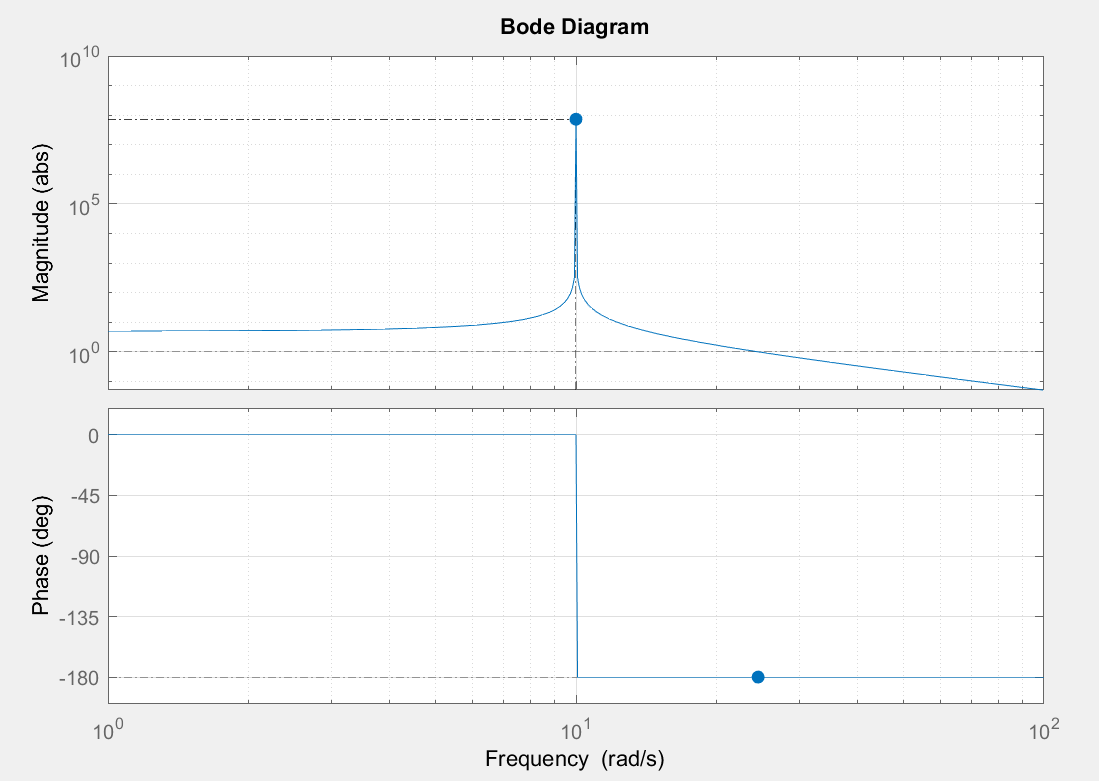 Bode Diagram
Magnitude (abs)
10^10
10^5
10^0
Phase (deg)
0
-45
-90
-135
-180
10^0 10^1 10^2
Frequency (rad/s)